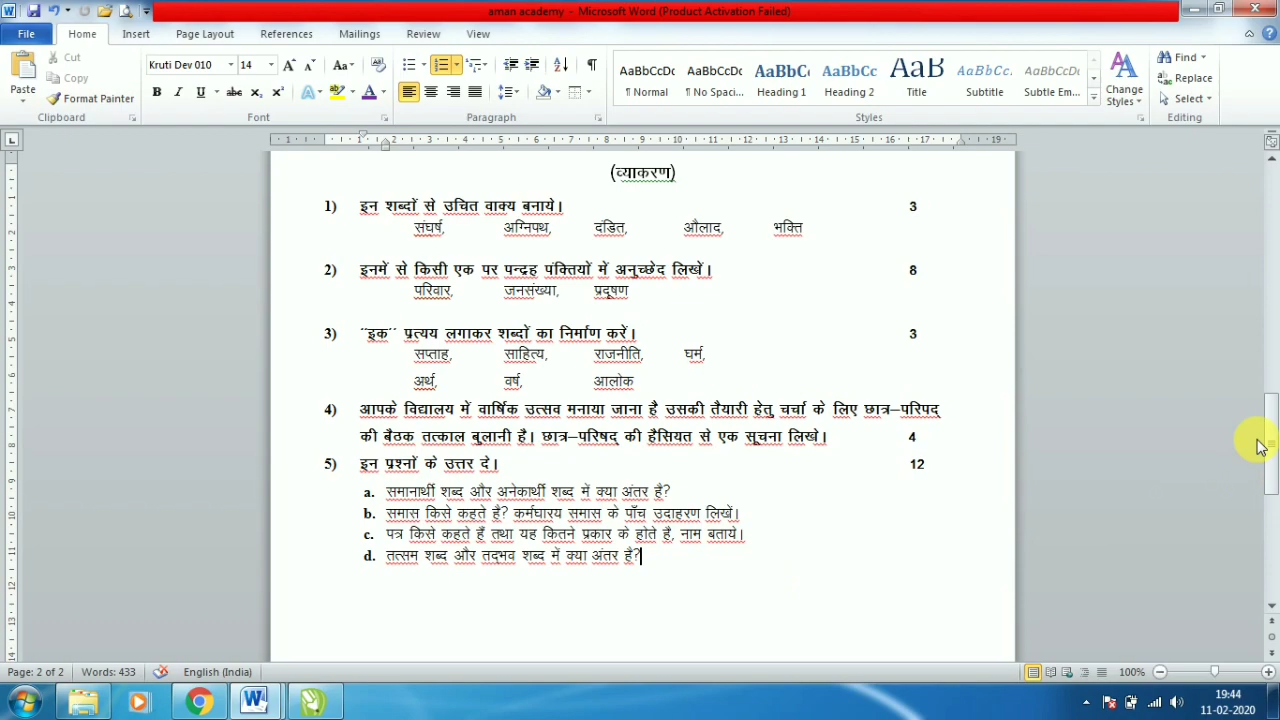 aman academy - Microsoft Word (Product Activation Failed)
File Home Insert Page Layout References Mailings Review View
Paste
Cut
Copy
Format Painter
Clipboard
Kruti Dev 010 14
Font
Paragraph
AaBbCcDc AaBbCcDc AaBbCc AaBbCc AaB AaBbCcL AaBbCcDc
¶ Normal ¶ No Spaci... Heading 1 Heading 2 Title Subtitle Subtle Em...
Change Styles
Styles
Find
Replace
Select
Editing
(व्याकरण)
1) इन शब्दों से उचित वाक्य बनाये। 3
संघर्ष, अग्निपथ, दंडित, औलाद, भक्ति
2) इनमें से किसी एक पर पन्द्रह पंक्तियों में अनुच्छेद लिखें। 8
परिवार, जनसंख्या, प्रदूषण
3) "इक" प्रत्यय लगाकर शब्दों का निर्माण करें। 3
सप्ताह, साहित्य, राजनीति, घर्म,
अर्थ, वर्ष, आलोक
4) आपके विद्यालय में वार्षिक उत्सव मनाया जाना है उसकी तैयारी हेतु चर्चा के लिए छात्र–परिपद्
की बैठक तत्काल बुलानी है। छात्र–परिषद् की हैसियत से एक सूचना लिखे। 4
5) इन प्रश्नों के उत्तर दे। 12
a. समानार्थी शब्द और अनेकार्थी शब्द में क्या अंतर है?
b. समास किसे कहते है? कर्मघारय समास के पाँच उदाहरण लिखें।
c. पत्र किसे कहते हैं तथा यह कितने प्रकार के होते है, नाम बताये।
d. तत्सम शब्द और तद्भव शब्द में क्या अंतर है?
Page: 2 of 2 Words: 433 English (India) 100%
19:44
11-02-2020